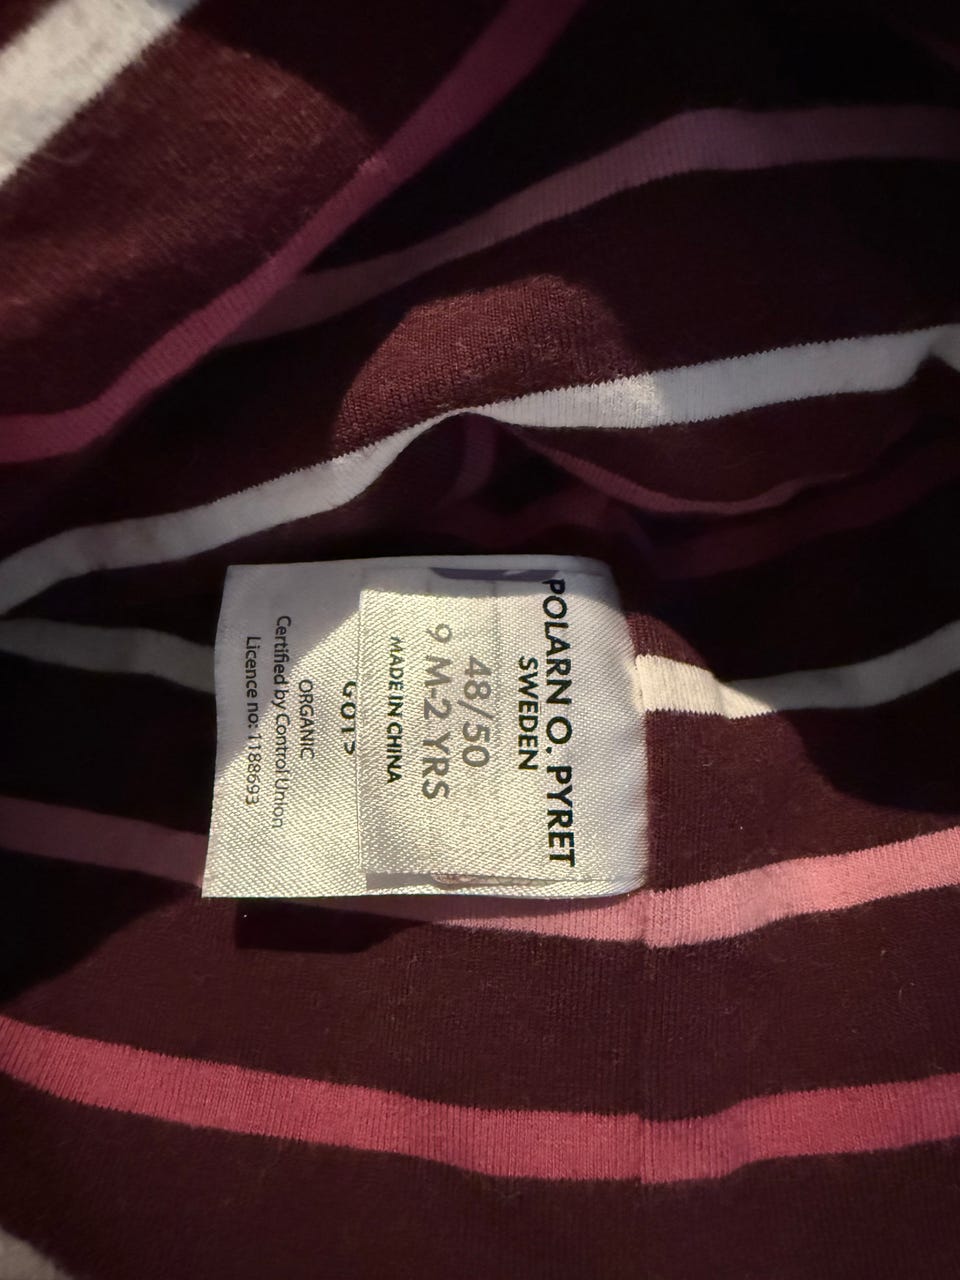 POLARN O. PYRET
SWEDEN
48/50
9 M-2 YRS
MADE IN CHINA
GOTS
ORGANIC
Certified by Control Union
Licence no: 1188693